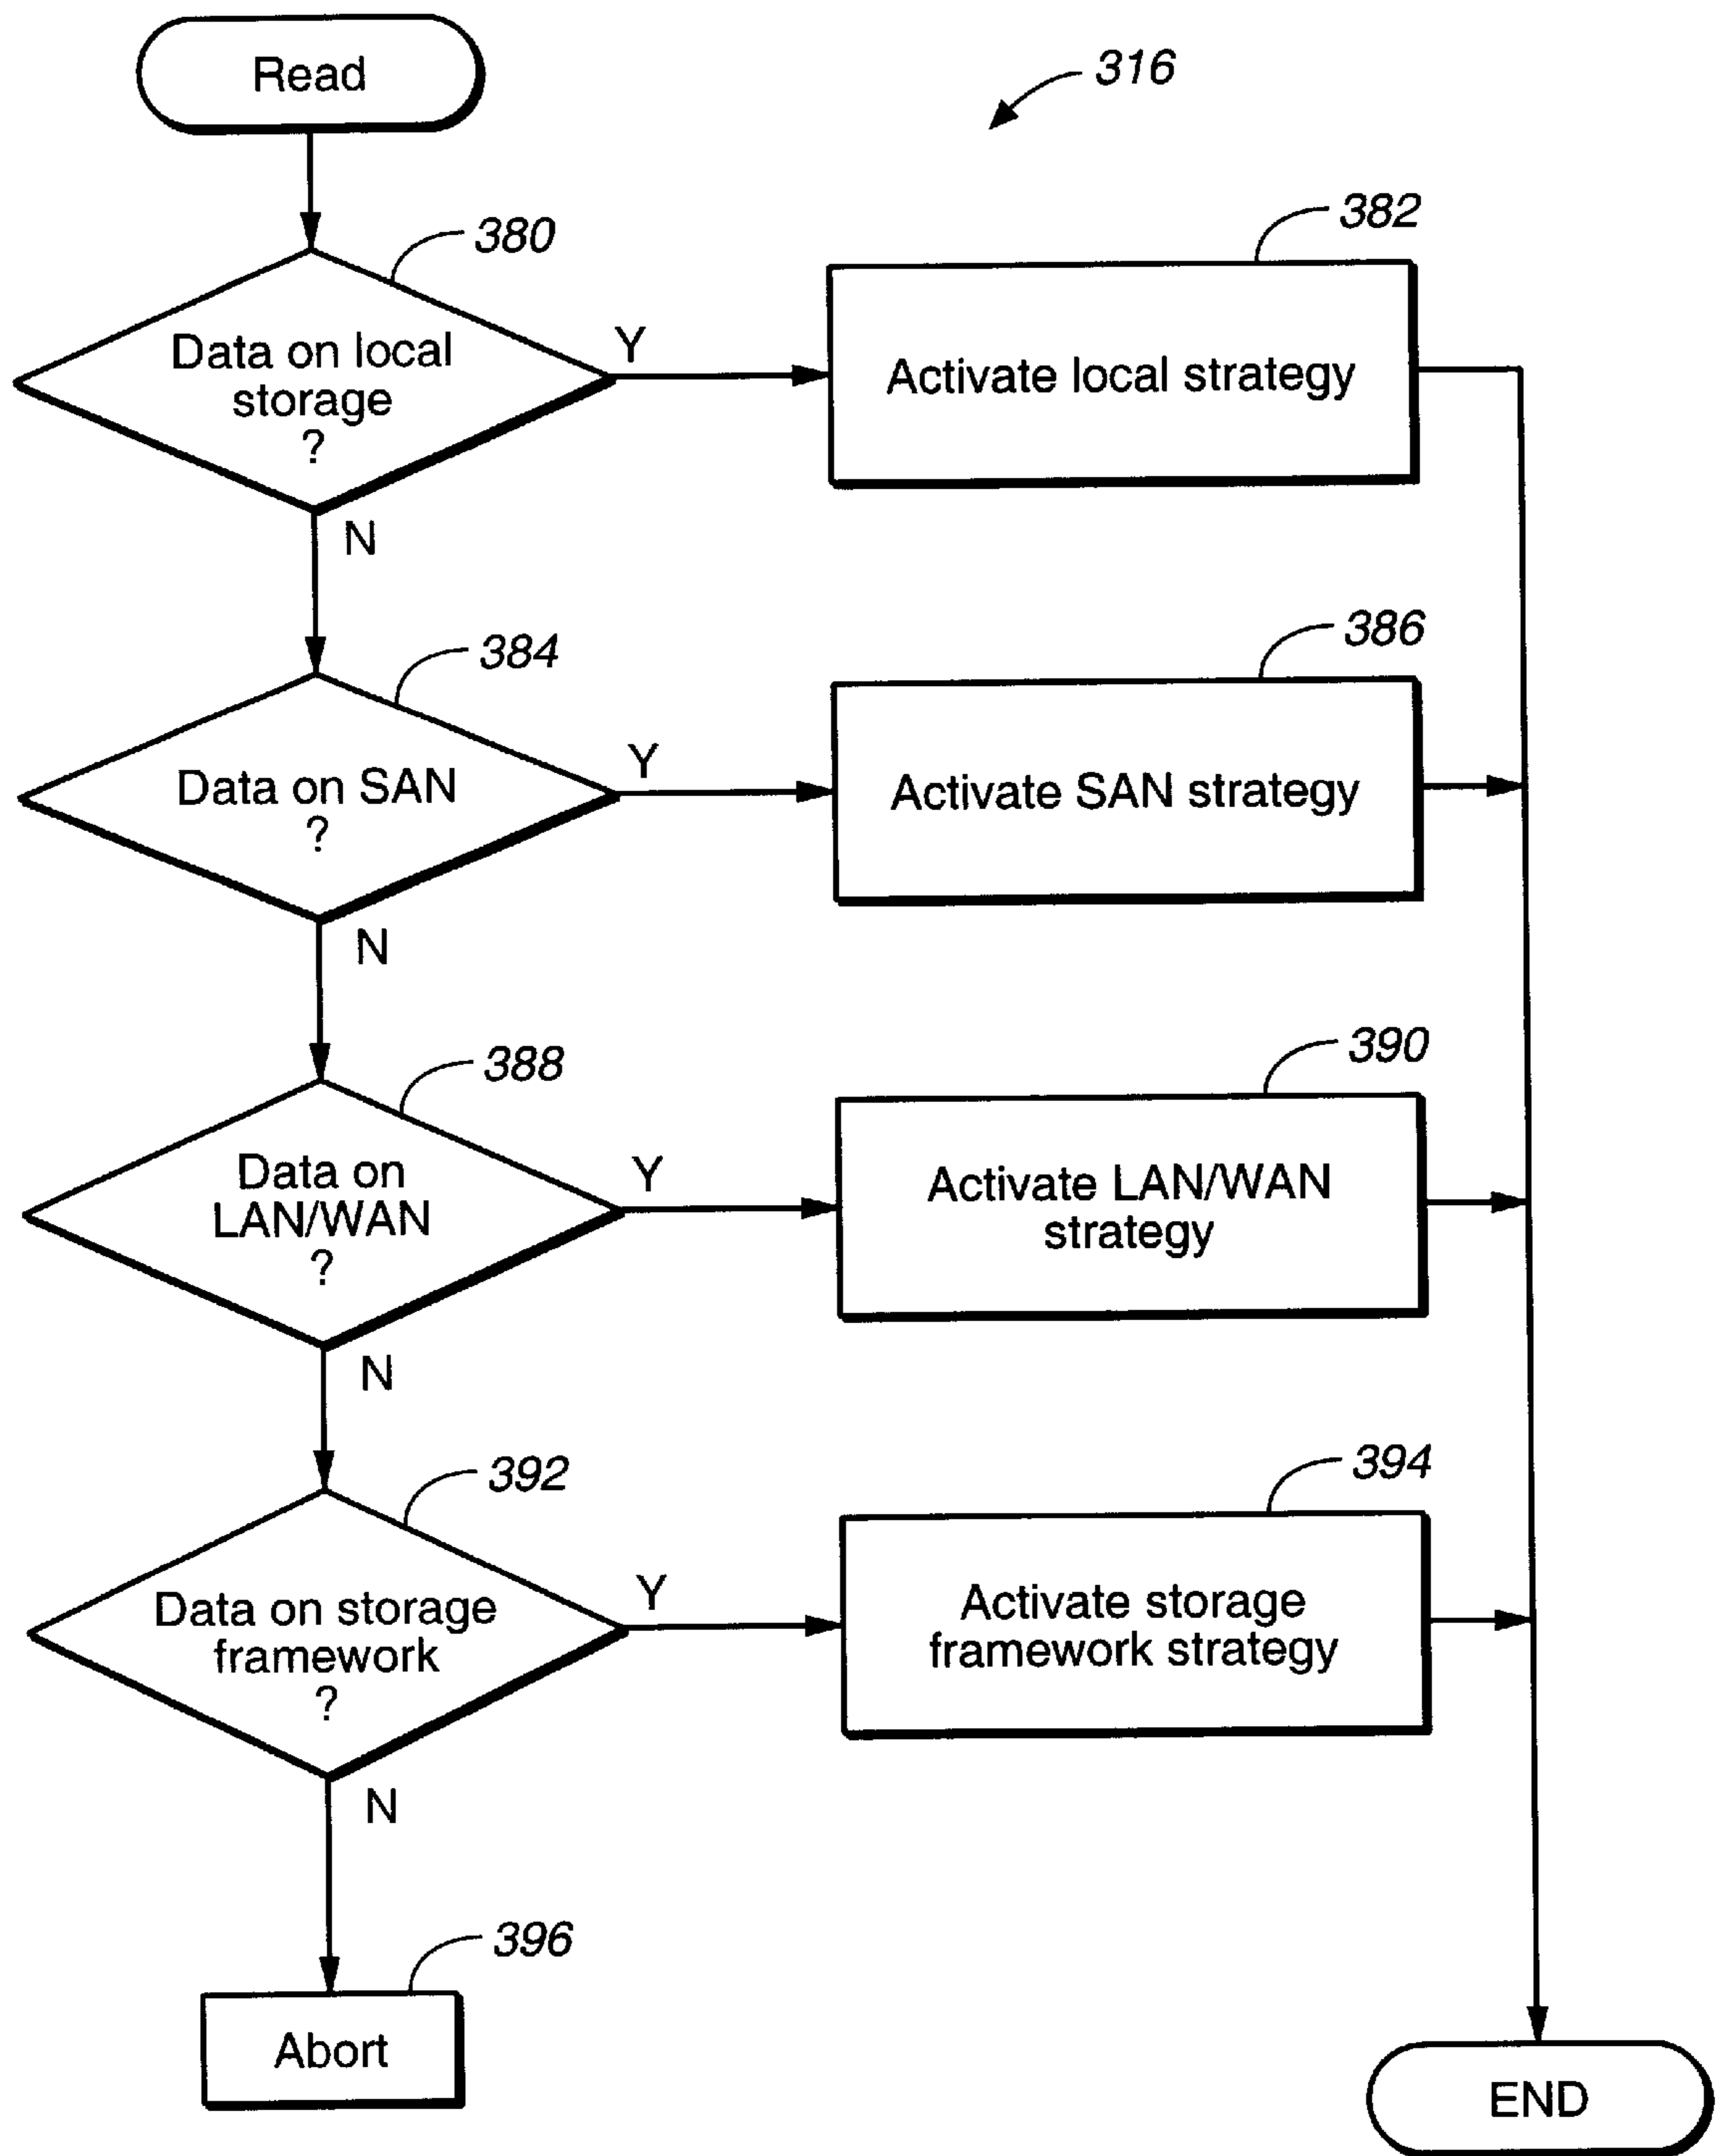 Read
316
380
382
Data on local
storage
?
Y
Activate local strategy
N
384
386
Data on SAN
?
Y
Activate SAN strategy
N
388
390
Data on
LAN/WAN
?
Y
Activate LAN/WAN
strategy
N
392
394
Data on storage
framework
?
Y
Activate storage
framework strategy
N
396
Abort
END